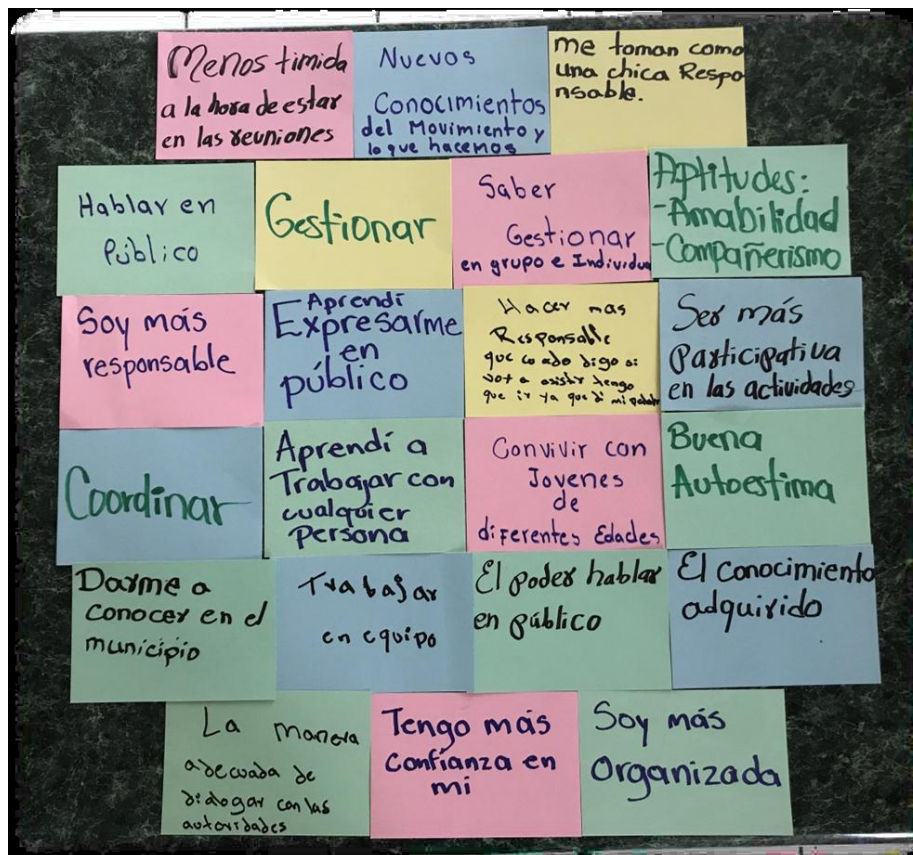 Menos timida
a la hora de estar
en las reuniones
Nuevos
Conocimientos
del Movimiento y
lo que hacemos
me toman como
una chica Respo
nsable.
Hablar en
Público
Gestionar
Saber
Gestionar
en grupo e Individua
Aptitudes:
-Amabilidad
-Compañerismo
Soy más
responsable
Aprendí
Expresarme
en
público
Hacer mas
Responsable
que cuado digo si
voy a asistir tengo
que ir ya que di mi palabr
Ser más
Participativa
en las actividades
Coordinar
Aprendí a
Trabajar con
cualquier
Persona
Convivir con
Jovenes
de
diferentes Edades
Buena
Autoestima
Darme a
conocer en el
municipio
Trabajar
en equipo
El poder hablar
en público
El conocimiento
adquirido
La manera
adecuada de
dialogar con las
autoridades
Tengo más
Confianza en
mi
Soy más
Organizada